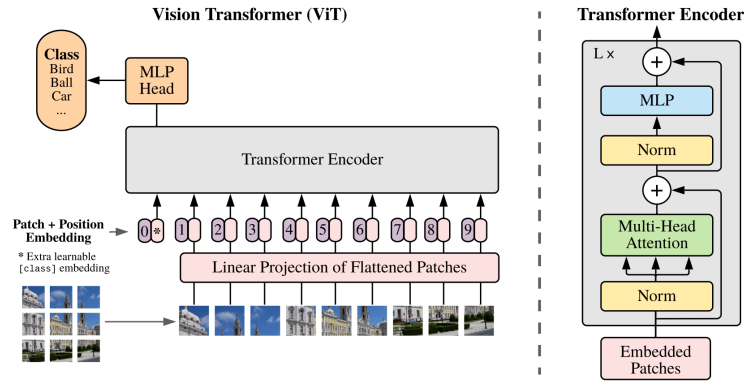 Vision Transformer (ViT)
Class
Bird
Ball
Car
...
MLP
Head
Transformer Encoder
Patch + Position
Embedding
0 * 1 2 3 4 5 6 7 8 9
* Extra learnable
[class] embedding
Linear Projection of Flattened Patches
Transformer Encoder
L x
+
MLP
Norm
+
Multi-Head
Attention
Norm
Embedded
Patches